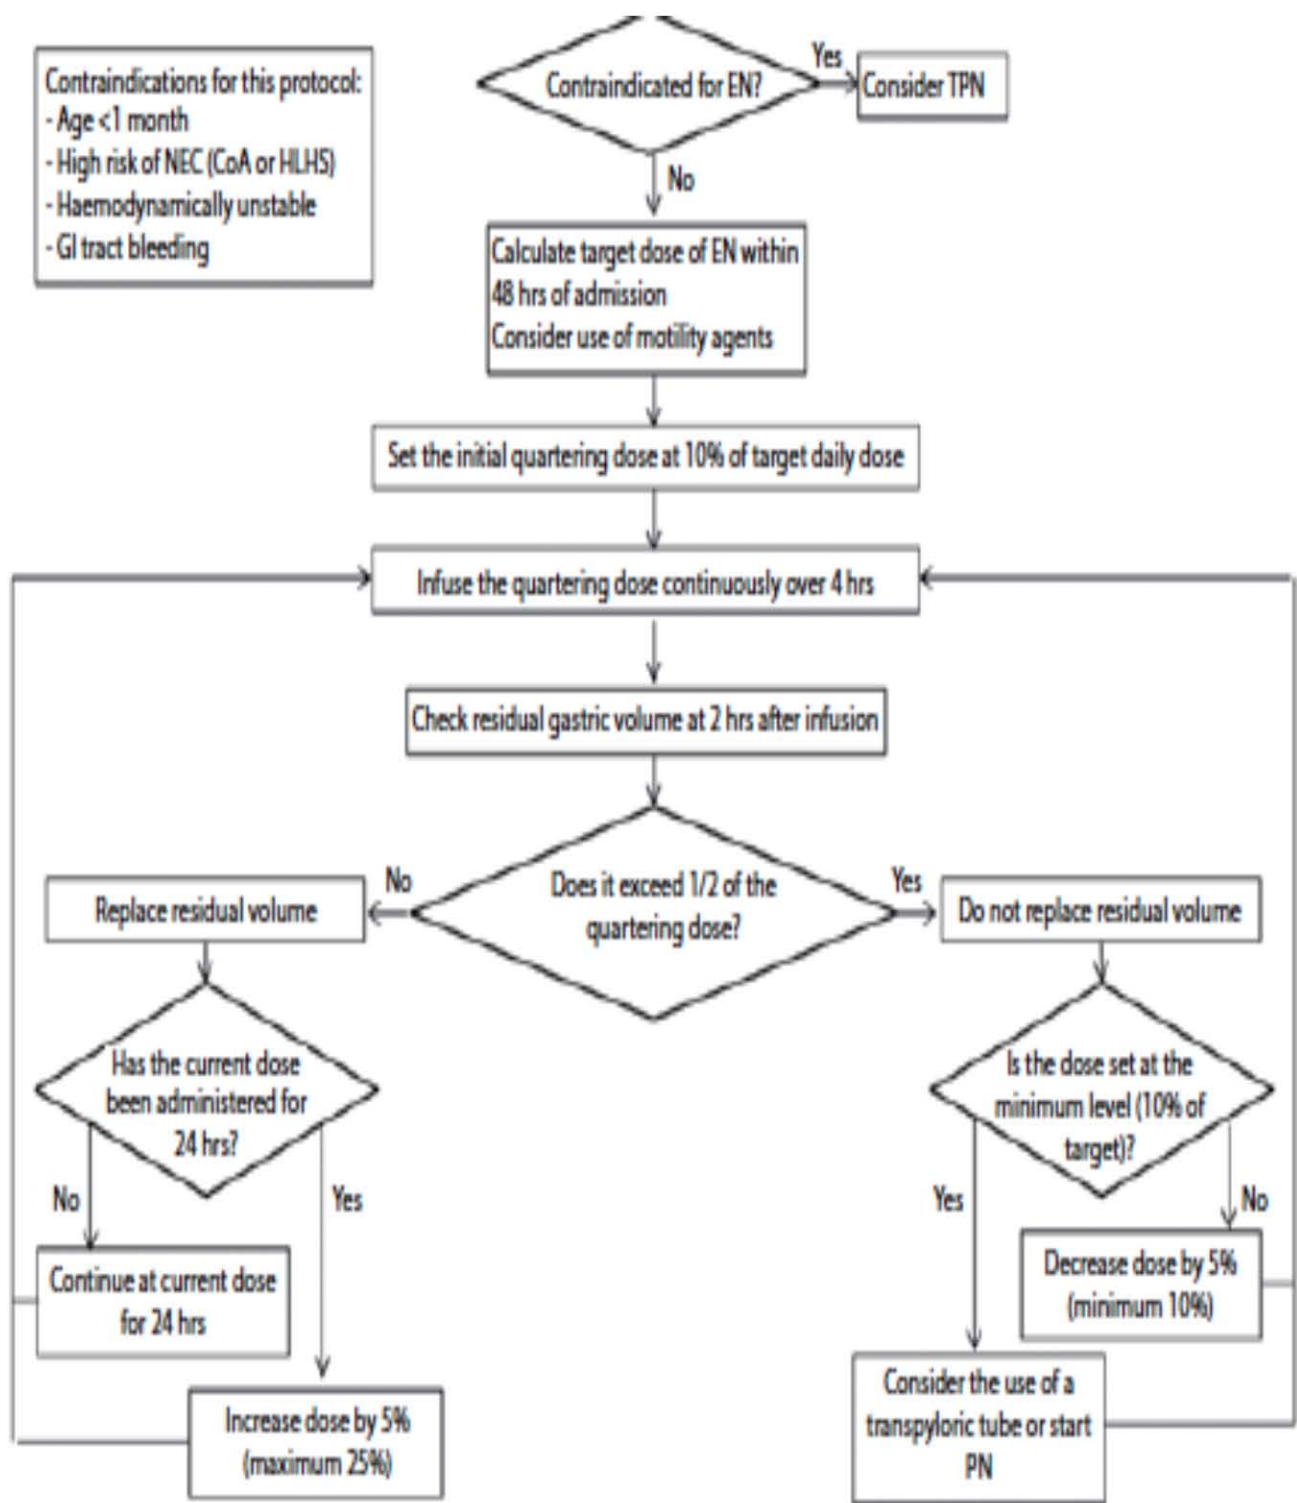 Contraindications for this protocol:
- Age <1 month
- High risk of NEC (CoA or HLHS)
- Haemodynamically unstable
- GI tract bleeding
Contraindicated for EN?
Yes
Consider TPN
No
Calculate target dose of EN within
48 hrs of admission
Consider use of motility agents
Set the initial quartering dose at 10% of target daily dose
Infuse the quartering dose continuously over 4 hrs
Check residual gastric volume at 2 hrs after infusion
Does it exceed 1/2 of the
quartering dose?
No
Yes
Replace residual volume
Do not replace residual volume
Has the current dose
been administered for
24 hrs?
No
Yes
Is the dose set at the
minimum level (10% of
target)?
Yes
No
Continue at current dose
for 24 hrs
Increase dose by 5%
(maximum 25%)
Decrease dose by 5%
(minimum 10%)
Consider the use of a
transpyloric tube or start
PN